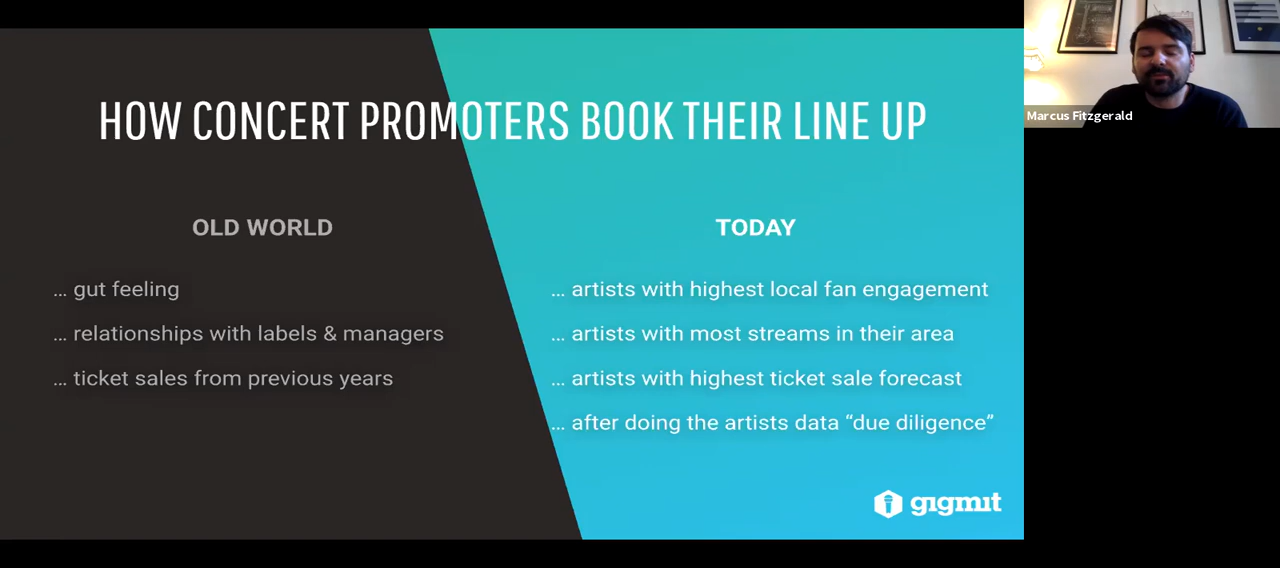 HOW CONCERT PROMOTERS BOOK THEIR LINE UP
OLD WORLD
... gut feeling
... relationships with labels & managers
... ticket sales from previous years
TODAY
... artists with highest local fan engagement
... artists with most streams in their area
... artists with highest ticket sale forecast
... after doing the artists data “due diligence”
gigmit
Marcus Fitzgerald